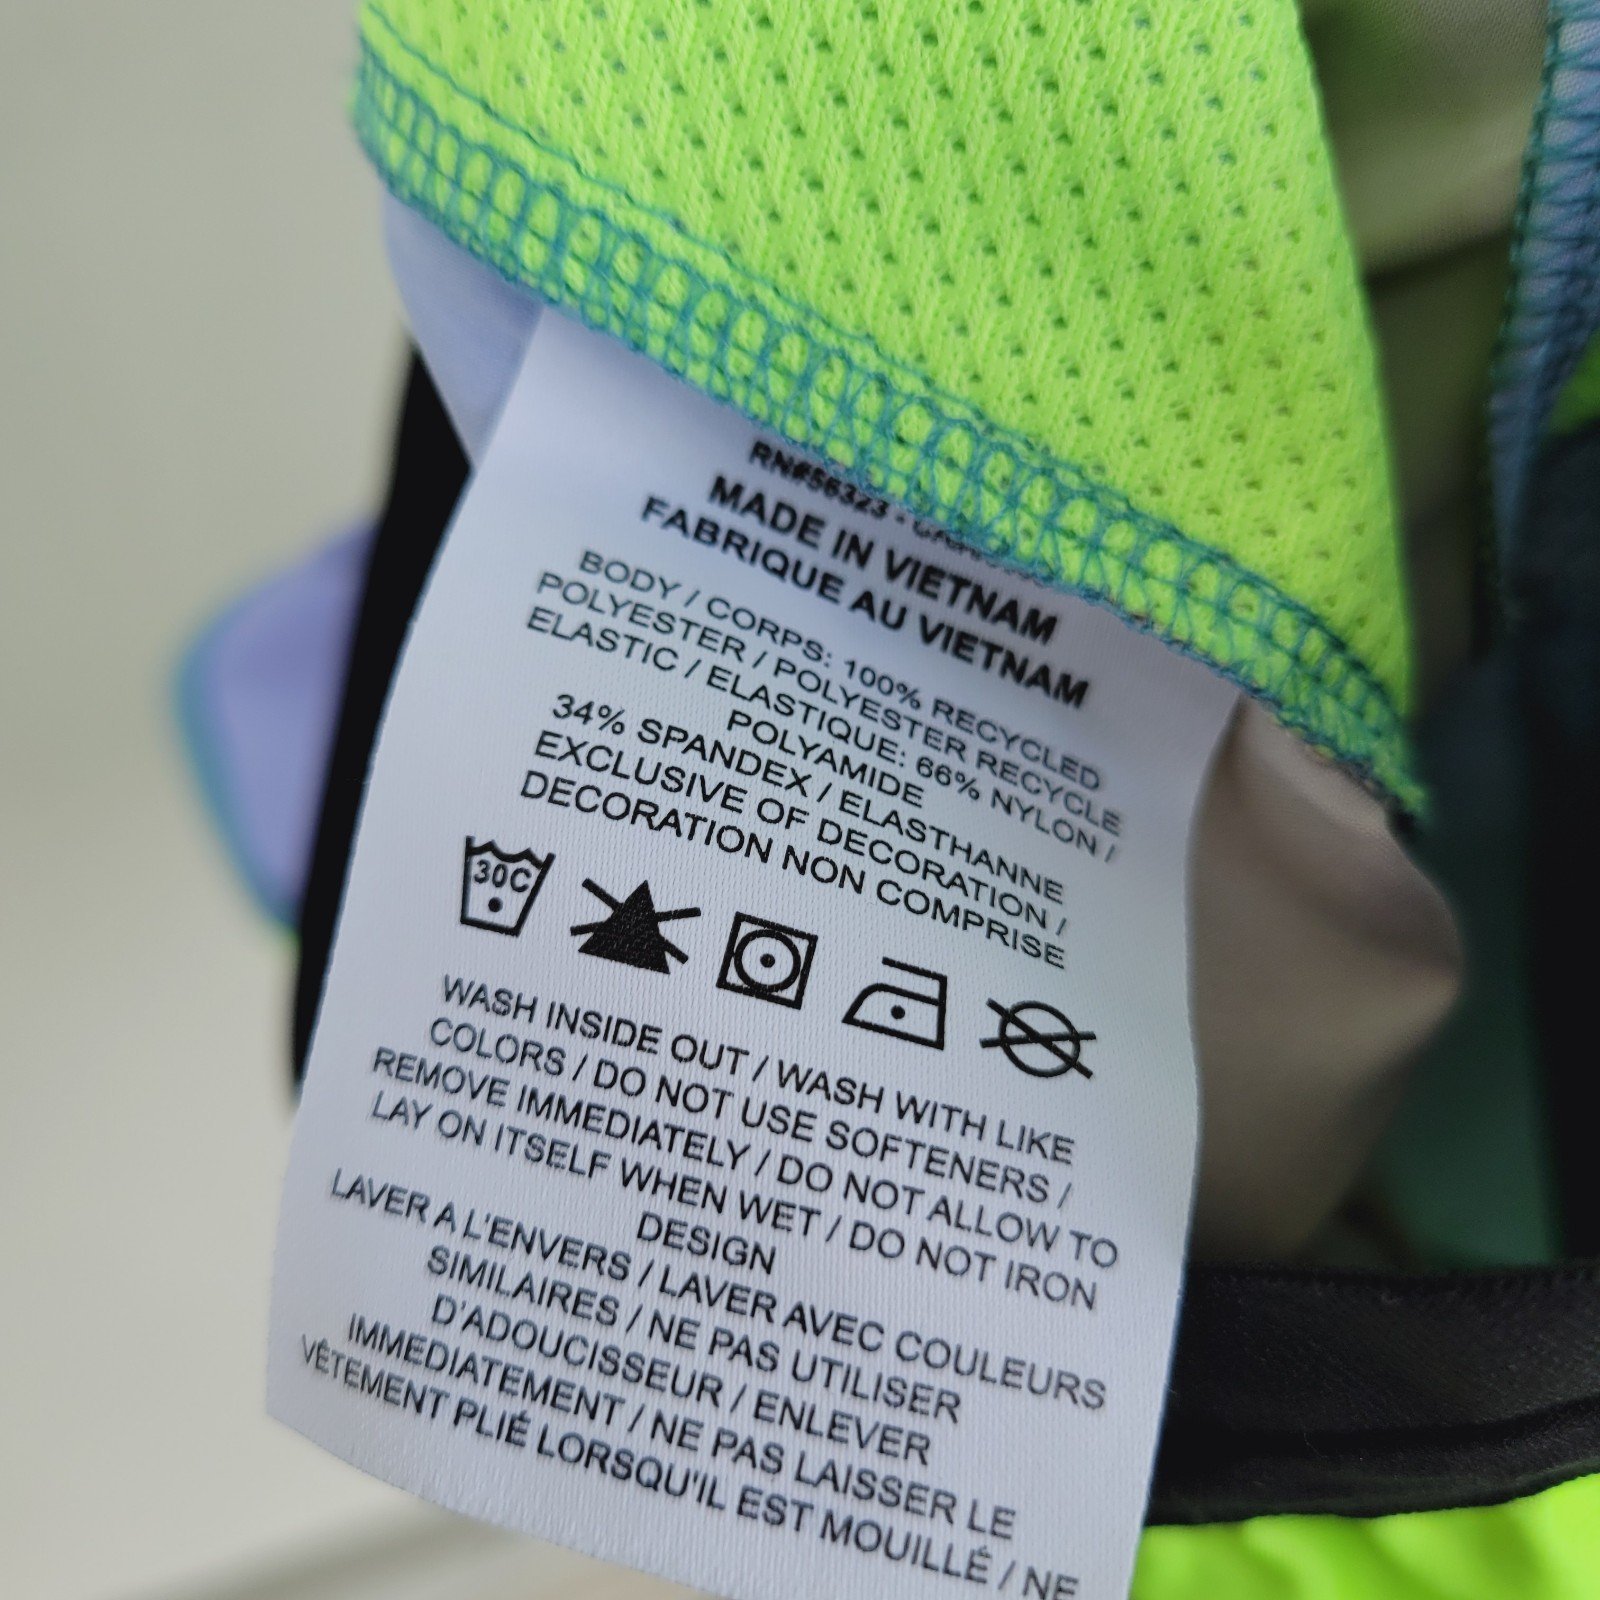 RN#56323 -
MADE IN VIETNAM
FABRIQUE AU VIETNAM
BODY / CORPS: 100% RECYCLED
POLYESTER / POLYESTER RECYCLE
ELASTIC / ELASTIQUE: 66% NYLON /
POLYAMIDE
34% SPANDEX / ELASTHANNE
EXCLUSIVE OF DECORATION /
DECORATION NON COMPRISE
30C
WASH INSIDE OUT / WASH WITH LIKE
COLORS / DO NOT USE SOFTENERS /
REMOVE IMMEDIATELY / DO NOT ALLOW TO
LAY ON ITSELF WHEN WET / DO NOT IRON
DESIGN
LAVER A L'ENVERS / LAVER AVEC COULEURS
SIMILAIRES / NE PAS UTILISER
D'ADOUCISSEUR / ENLEVER
IMMEDIATEMENT / NE PAS LAISSER LE
VÊTEMENT PLIÉ LORSQU'IL EST MOUILLÉ / NE